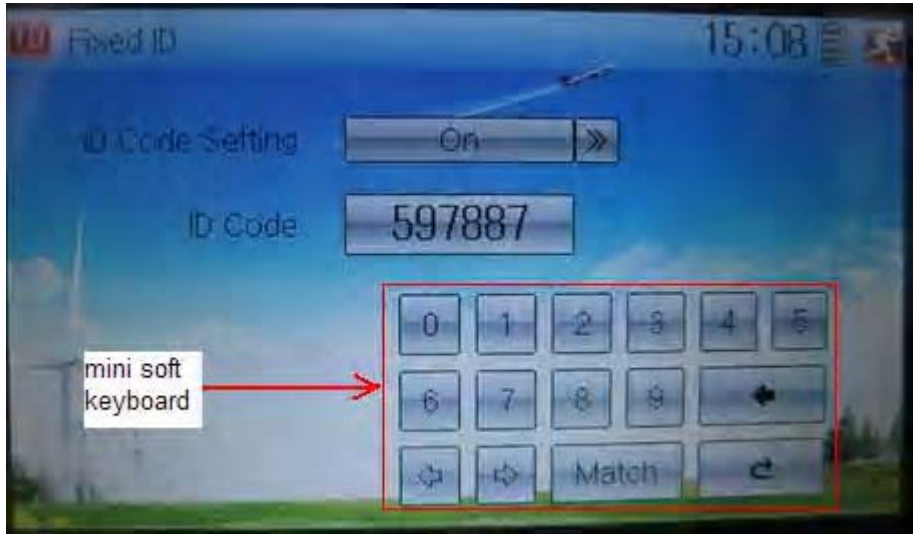 Fixed ID 15:08
ID Code Setting On
ID Code 597887
0 1 2 3 4 5
mini soft
keyboard
6 7 8 9
Match